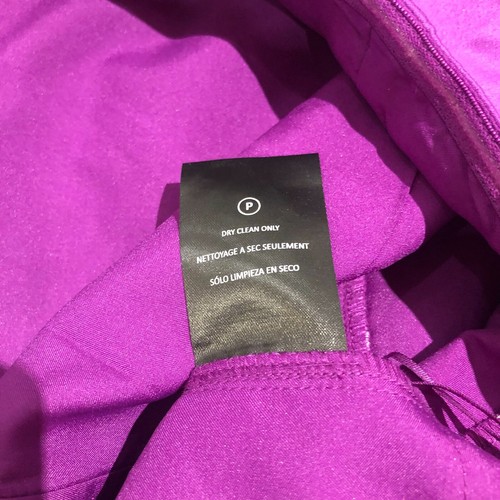 P
DRY CLEAN ONLY
NETTOYAGE À SEC SEULEMENT
SÓLO LIMPIEZA EN SECO